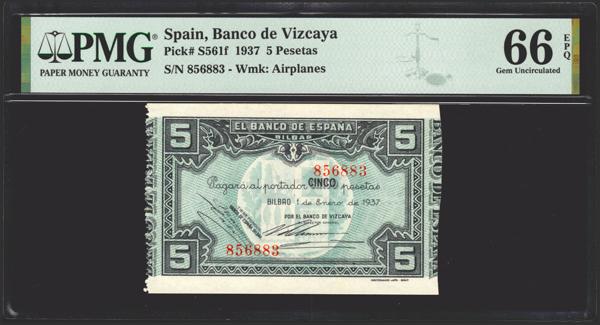 PMG
PAPER MONEY GUARANTY
Spain, Banco de Vizcaya
Pick# S561f 1937 5 Pesetas
S/N 856883 - Wmk: Airplanes
66 EPQ
Gem Uncirculated
5 EL BANCO DE ESPAÑA 5
BILBAO
856883
Pagará al portador CINCO pesetas
BILBAO 1 de Enero de 1937
POR EL BANCO DE VIZCAYA
856883
5 5
BANCO DE